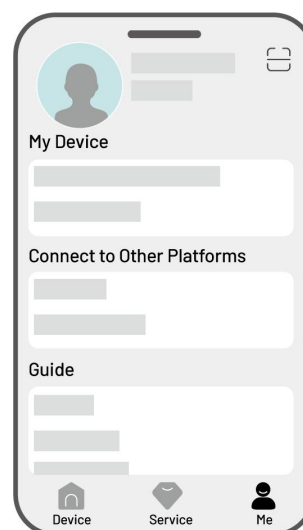 My Device
Connect to Other Platforms
Guide
Device
Service
Me